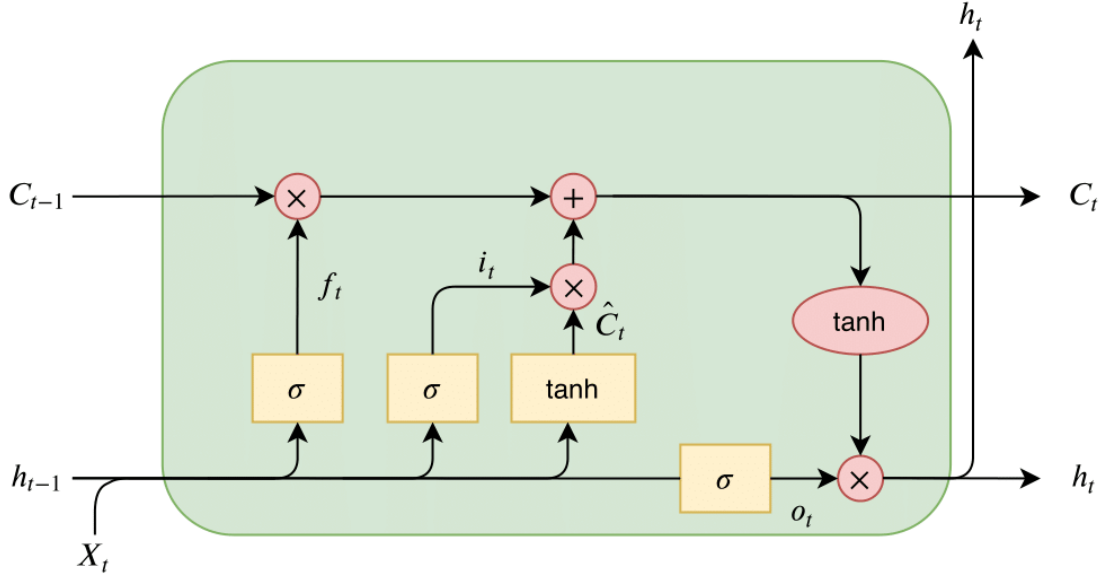 h_t
C_{t-1} × + C_t
f_t i_t × Ĉ_t tanh
σ σ tanh
h_{t-1} σ o_t × h_t
X_t